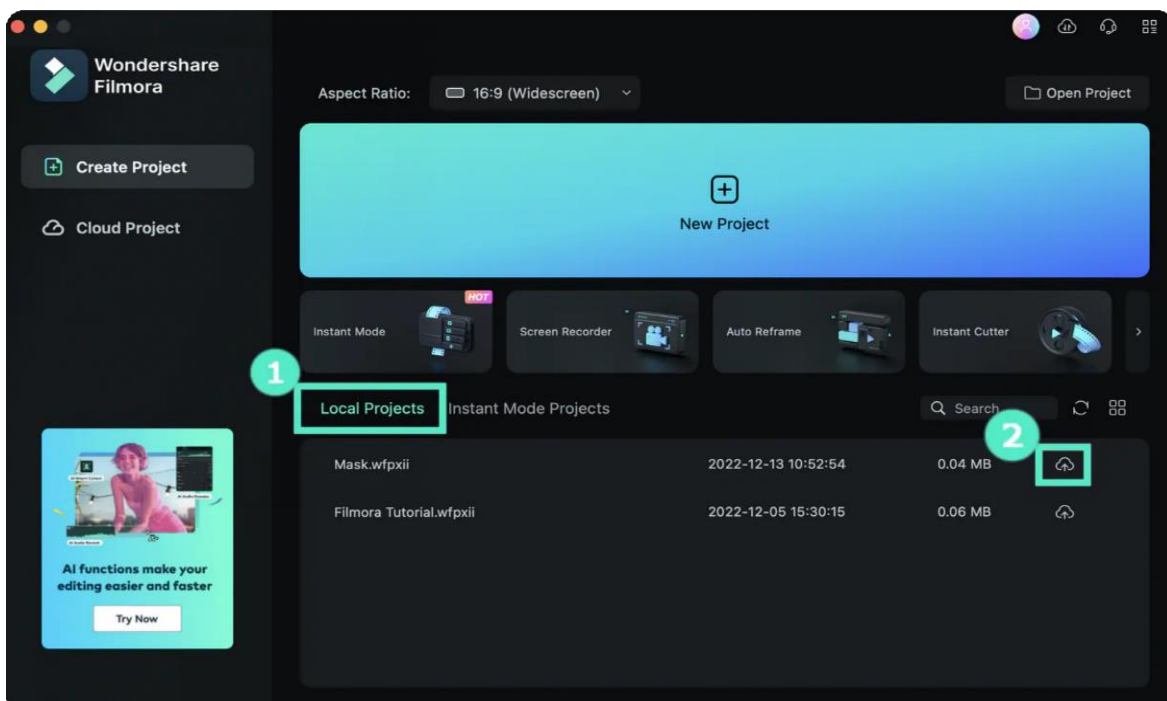 Wondershare
Filmora
Aspect Ratio:
16:9 (Widescreen)
Open Project
Create Project
Cloud Project
New Project
HOT
Instant Mode
Screen Recorder
Auto Reframe
Instant Cutter
1
Local Projects
Instant Mode Projects
Search
2
Mask.wfpxii
2022-12-13 10:52:54
0.04 MB
Filmora Tutorial.wfpxii
2022-12-05 15:30:15
0.06 MB
AI functions make your
editing easier and faster
Try Now